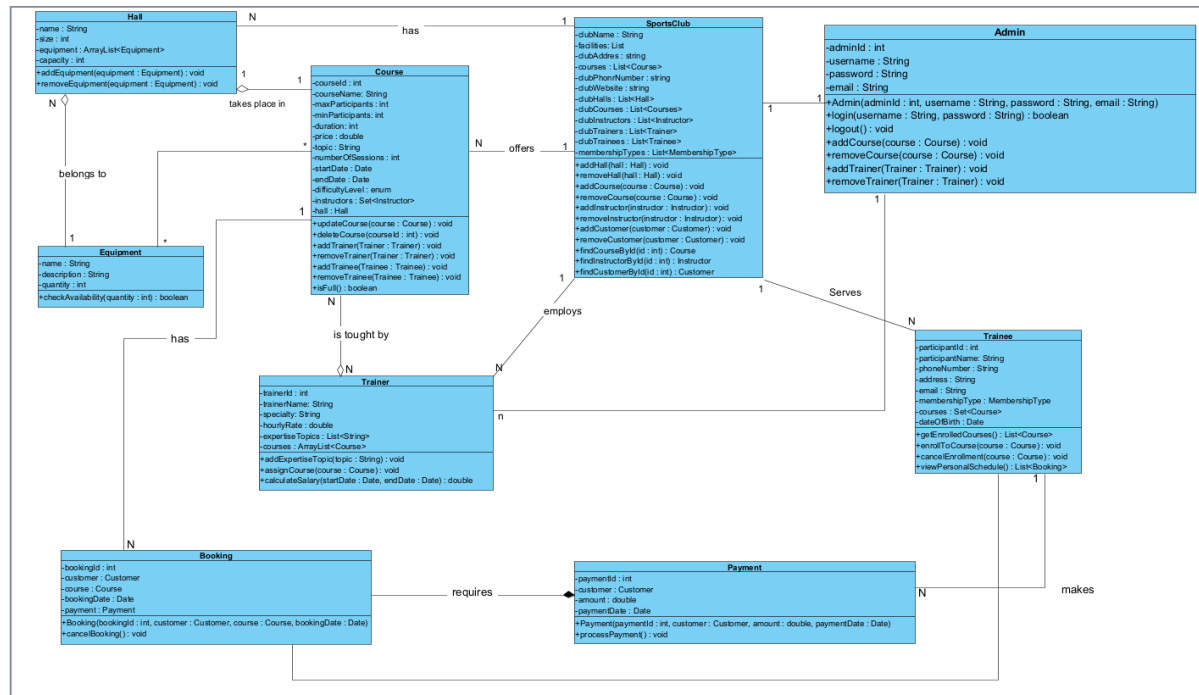 Hall
-name : String
-size : int
-equipment : ArrayList<Equipment>
-capacity : int
+addEquipment(equipment : Equipment) : void
+removeEquipment(equipment : Equipment) : void
N
has
1
1
1
takes place in
N
belongs to
1
*
*
Equipment
-name : String
-description : String
-quantity : int
+checkAvailability(quantity : int) : boolean
Course
-courseId : int
-courseName: String
-maxParticipants : int
-minParticipants: int
-duration: int
-price : double
-topic : String
-numberOfSessions : int
-startDate : Date
-endDate : Date
-difficultyLevel : enum
-instructors : Set<Instructor>
-hall : Hall
+updateCourse(course : Course) : void
+deleteCourse(courseId : int) : void
+addTrainer(Trainer : Trainer) : void
+removeTrainer(Trainer : Trainer) : void
+addTrainee(Trainee : Trainee) : void
+removeTrainee(Trainee : Trainee) : void
+isFull() : boolean
N
offers
1
SportsClub
-clubName : String
-facilities: List
-clubAddres : string
-courses : List<Course>
-clubPhonrNumber : string
-clubWebsite : string
-clubHalls : List<Hall>
-clubCourses : List<Courses>
-clubInstructors : List<Instructor>
-clubTrainers : List<Trainer>
-clubTrainees : List<Trainee>
-membershipTypes : List<MembershipType>
+addHall(hall : Hall) : void
+removeHall(hall : Hall) : void
+addCourse(course : Course) : void
+removeCourse(course : Course) : void
+addInstructor(instructor : Instructor) : void
+removeInstructor(instructor : Instructor) : void
+addCustomer(customer : Customer) : void
+removeCustomer(customer : Customer) : void
+findCourseById(id : int) : Course
+findInstructorById(id : int) : Instructor
+findCustomerById(id : int) : Customer
1
1
Admin
-adminId : int
-username : String
-password : String
-email : String
+Admin(adminId : int, username : String, password : String, email : String)
+login(username : String, password : String) : boolean
+logout() : void
+addCourse(course : Course) : void
+removeCourse(course : Course) : void
+addTrainer(Trainer : Trainer) : void
+removeTrainer(Trainer : Trainer) : void
1
n
1
has
N
N
is tought by
N
1
employs
N
1
Serves
N
Trainer
-trainerId : int
-trainerName: String
-specialty: String
-hourlyRate : double
-expertiseTopics : List<String>
-courses : ArrayList<Course>
+addExpertiseTopic(topic : String) : void
+assignCourse(course : Course) : void
+calculateSalary(startDate : Date, endDate : Date) : double
Trainee
-participantId : int
-participantName: String
-phoneNumber : String
-address : String
-email : String
-membershipType : MembershipType
-courses : Set<Course>
-dateOfBirth : Date
+getEnrolledCourses() : List<Course>
+enrollToCourse(course : Course) : void
+cancelEnrollment(course : Course) : void
+viewPersonalSchedule() : List<Booking>
1
makes
N
Booking
-bookingId : int
-customer : Customer
-course : Course
-bookingDate : Date
-payment : Payment
+Booking(bookingId : int, customer : Customer, course : Course, bookingDate : Date)
+cancelBooking() : void
requires
Payment
-paymentId : int
-customer : Customer
-amount : double
-paymentDate : Date
+Payment(paymentId : int, customer : Customer, amount : double, paymentDate : Date)
+processPayment() : void